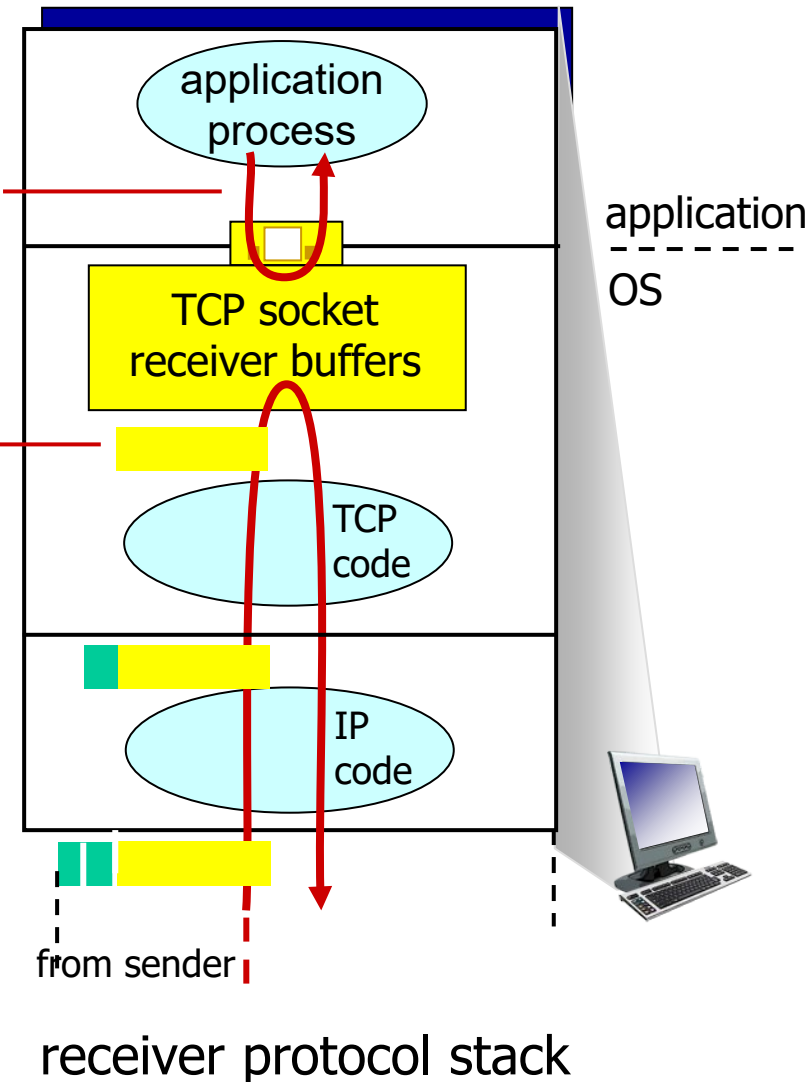 application
process
application
OS
TCP socket
receiver buffers
TCP
code
IP
code
from sender
receiver protocol stack